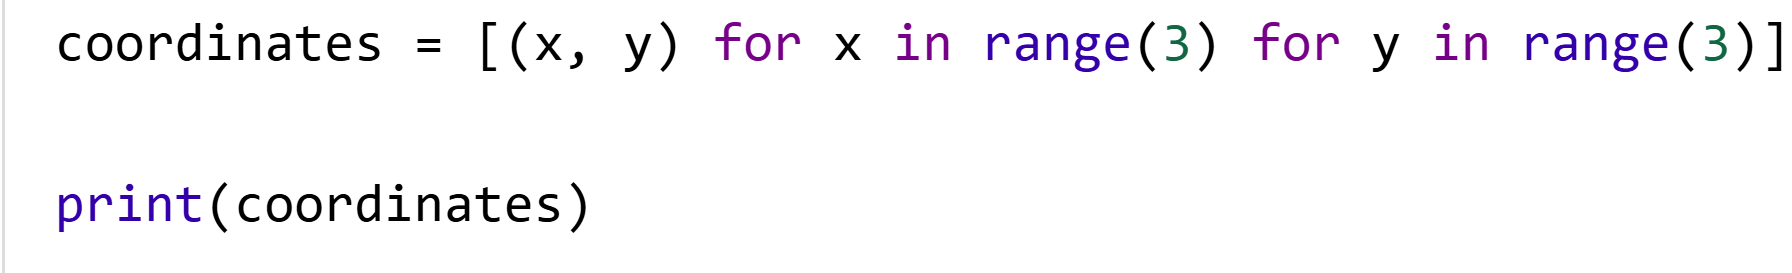 coordinates = [(x, y) for x in range(3) for y in range(3)]
print(coordinates)